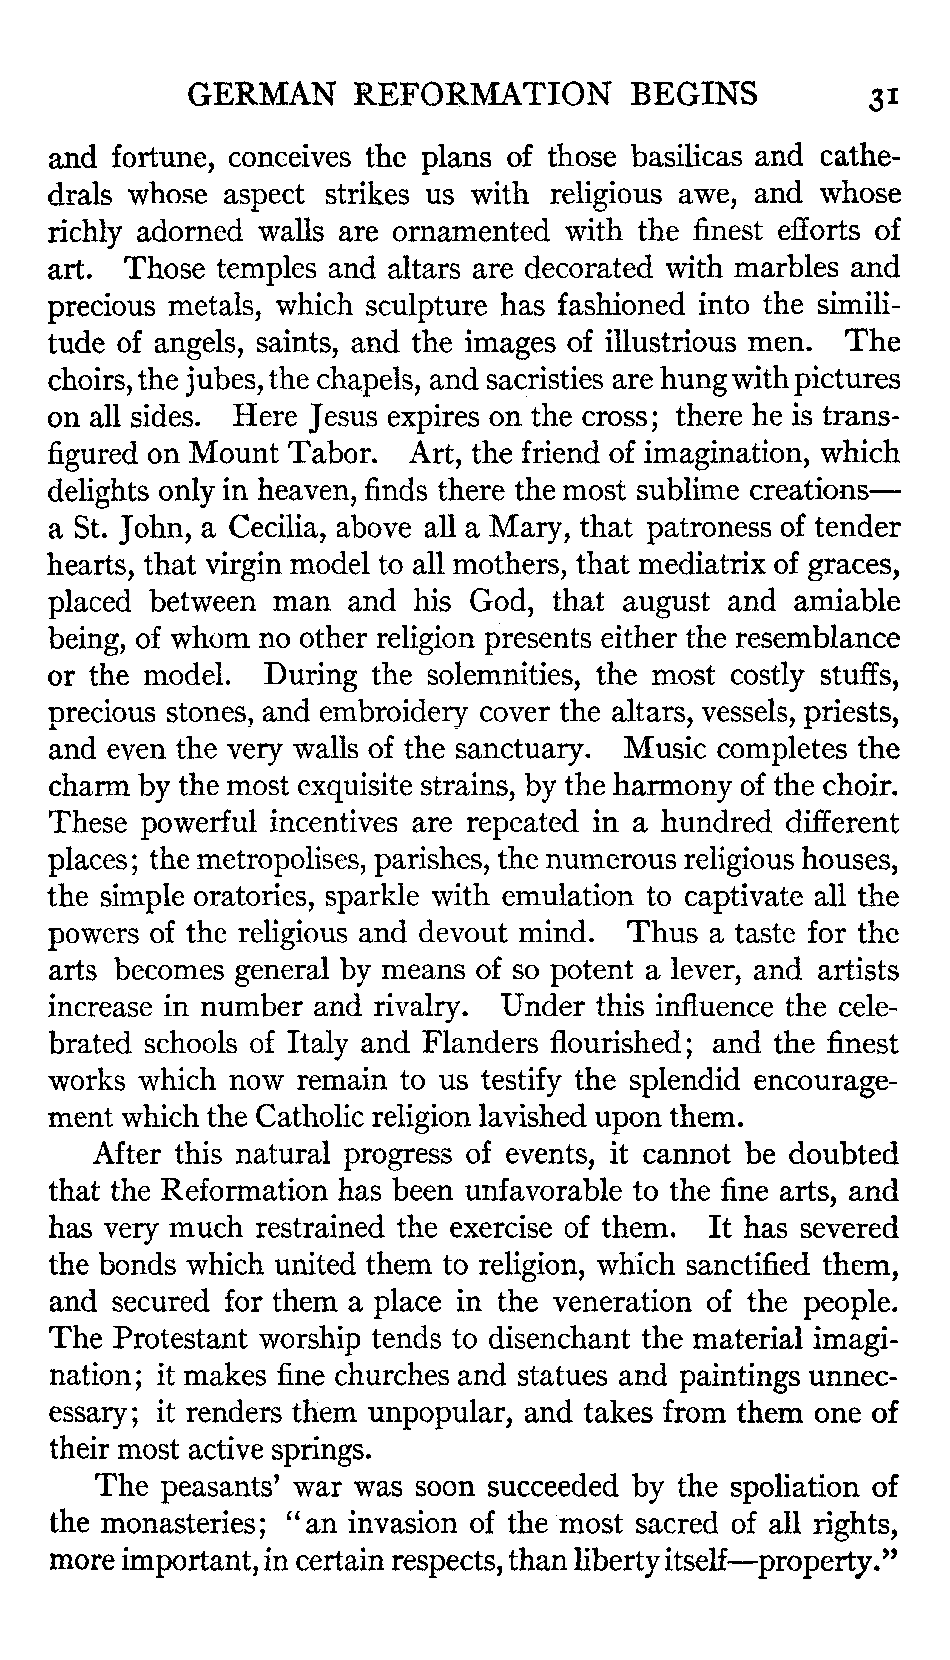 GERMAN REFORMATION BEGINS 31
and fortune, conceives the plans of those basilicas and cathe-
drals whose aspect strikes us with religious awe, and whose
richly adorned walls are ornamented with the finest efforts of
art. Those temples and altars are decorated with marbles and
precious metals, which sculpture has fashioned into the simili-
tude of angels, saints, and the images of illustrious men. The
choirs, the jubes, the chapels, and sacristies are hung with pictures
on all sides. Here Jesus expires on the cross; there he is trans-
figured on Mount Tabor. Art, the friend of imagination, which
delights only in heaven, finds there the most sublime creations—
a St. John, a Cecilia, above all a Mary, that patroness of tender
hearts, that virgin model to all mothers, that mediatrix of graces,
placed between man and his God, that august and amiable
being, of whom no other religion presents either the resemblance
or the model. During the solemnities, the most costly stuffs,
precious stones, and embroidery cover the altars, vessels, priests,
and even the very walls of the sanctuary. Music completes the
charm by the most exquisite strains, by the harmony of the choir.
These powerful incentives are repeated in a hundred different
places; the metropolises, parishes, the numerous religious houses,
the simple oratories, sparkle with emulation to captivate all the
powers of the religious and devout mind. Thus a taste for the
arts becomes general by means of so potent a lever, and artists
increase in number and rivalry. Under this influence the cele-
brated schools of Italy and Flanders flourished; and the finest
works which now remain to us testify the splendid encourage-
ment which the Catholic religion lavished upon them.
After this natural progress of events, it cannot be doubted
that the Reformation has been unfavorable to the fine arts, and
has very much restrained the exercise of them. It has severed
the bonds which united them to religion, which sanctified them,
and secured for them a place in the veneration of the people.
The Protestant worship tends to disenchant the material imagi-
nation; it makes fine churches and statues and paintings unnec-
essary; it renders them unpopular, and takes from them one of
their most active springs.
The peasants' war was soon succeeded by the spoliation of
the monasteries; "an invasion of the most sacred of all rights,
more important, in certain respects, than liberty itself—property."